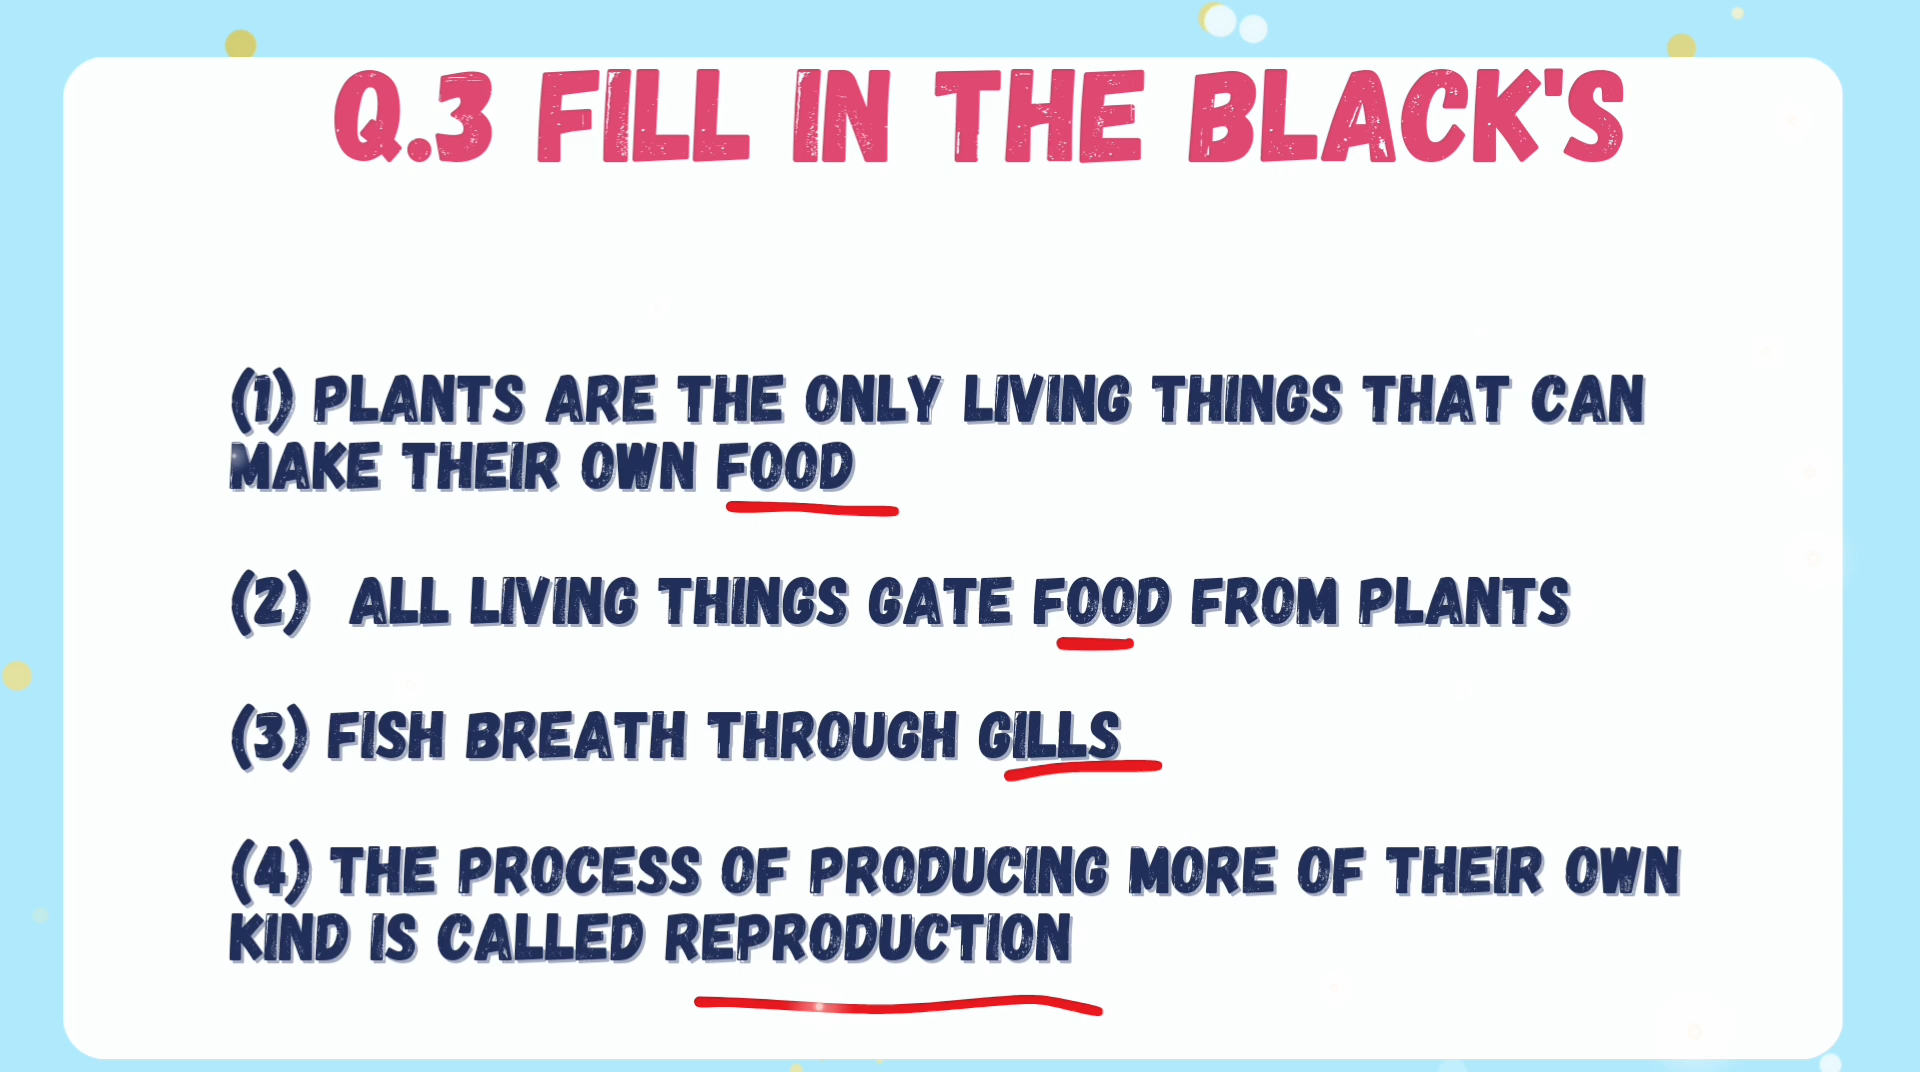 Q.3 FILL IN THE BLACK'S
(1) PLANTS ARE THE ONLY LIVING THINGS THAT CAN
MAKE THEIR OWN FOOD
(2) ALL LIVING THINGS GATE FOOD FROM PLANTS
(3) FISH BREATH THROUGH GILLS
(4) THE PROCESS OF PRODUCING MORE OF THEIR OWN
KIND IS CALLED REPRODUCTION